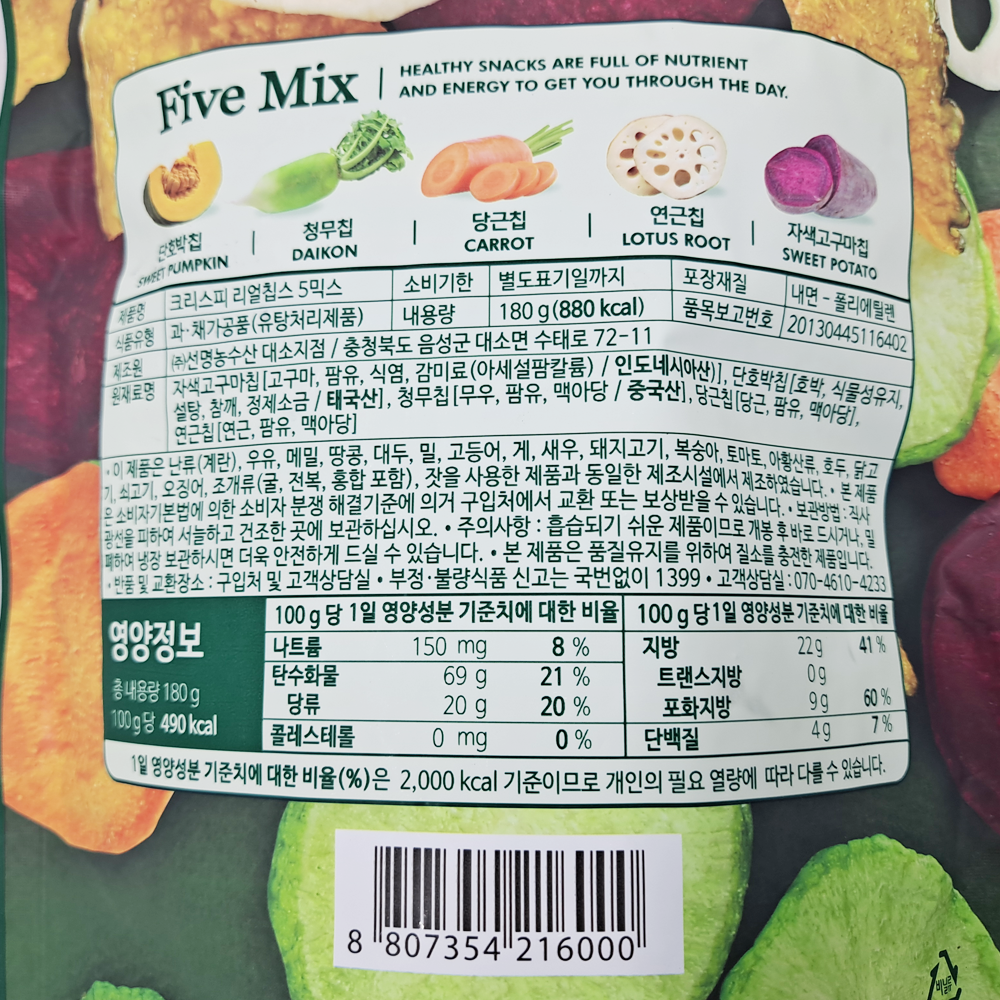 Five Mix
HEALTHY SNACKS ARE FULL OF NUTRIENT
AND ENERGY TO GET YOU THROUGH THE DAY.
단호박칩 청무칩 당근칩 연근칩 자색고구마칩
SWEET PUMPKIN DAIKON CARROT LOTUS ROOT SWEET POTATO
제품명 크리스피 리얼칩스 5믹스 소비기한 별도표기일까지 포장재질 내면 - 폴리에틸렌
식품유형 과·채가공품(유탕처리제품) 내용량 180 g(880 kcal) 품목보고번호 20130445116402
제조원 ㈜선명농수산 대소지점 / 충청북도 음성군 대소면 수태로 72-11
원재료명 자색고구마칩[고구마, 팜유, 식염, 감미료(아세설팜칼륨) / 인도네시아산)], 단호박칩[호박, 식물성유지,
설탕, 참깨, 정제소금 / 태국산], 청무칩[무우, 팜유, 맥아당 / 중국산], 당근칩[당근, 팜유, 맥아당],
연근칩[연근, 팜유, 맥아당]
• 이 제품은 난류(계란), 우유, 메밀, 땅콩, 대두, 밀, 고등어, 게, 새우, 돼지고기, 복숭아, 토마토, 아황산류, 호두, 닭고
기, 쇠고기, 오징어, 조개류(굴, 전복, 홍합 포함), 잣을 사용한 제품과 동일한 제조시설에서 제조하였습니다. • 본 제품
은 소비자기본법에 의한 소비자 분쟁 해결기준에 의거 구입처에서 교환 또는 보상받을 수 있습니다. • 보관방법 : 직사
광선을 피하여 서늘하고 건조한 곳에 보관하십시오. • 주의사항 : 흡습되기 쉬운 제품이므로 개봉 후 바로 드시거나, 밀
폐하여 냉장 보관하시면 더욱 안전하게 드실 수 있습니다. • 본 제품은 품질유지를 위하여 질소를 충전한 제품입니다.
• 반품 및 교환장소 : 구입처 및 고객상담실 • 부정·불량식품 신고는 국번없이 1399 • 고객상담실 : 070-4610-4233
영양정보
총 내용량 180 g
100 g당 490 kcal
100 g 당 1일 영양성분 기준치에 대한 비율 100 g 당 1일 영양성분 기준치에 대한 비율
나트륨 150 mg 8 % 지방 22 g 41 %
탄수화물 69 g 21 % 트랜스지방 0 g
당류 20 g 20 % 포화지방 9 g 60 %
콜레스테롤 0 mg 0 % 단백질 4 g 7 %
1일 영양성분 기준치에 대한 비율(%)은 2,000 kcal 기준이므로 개인의 필요 열량에 따라 다를 수 있습니다.
8 807354 216000
비닐류